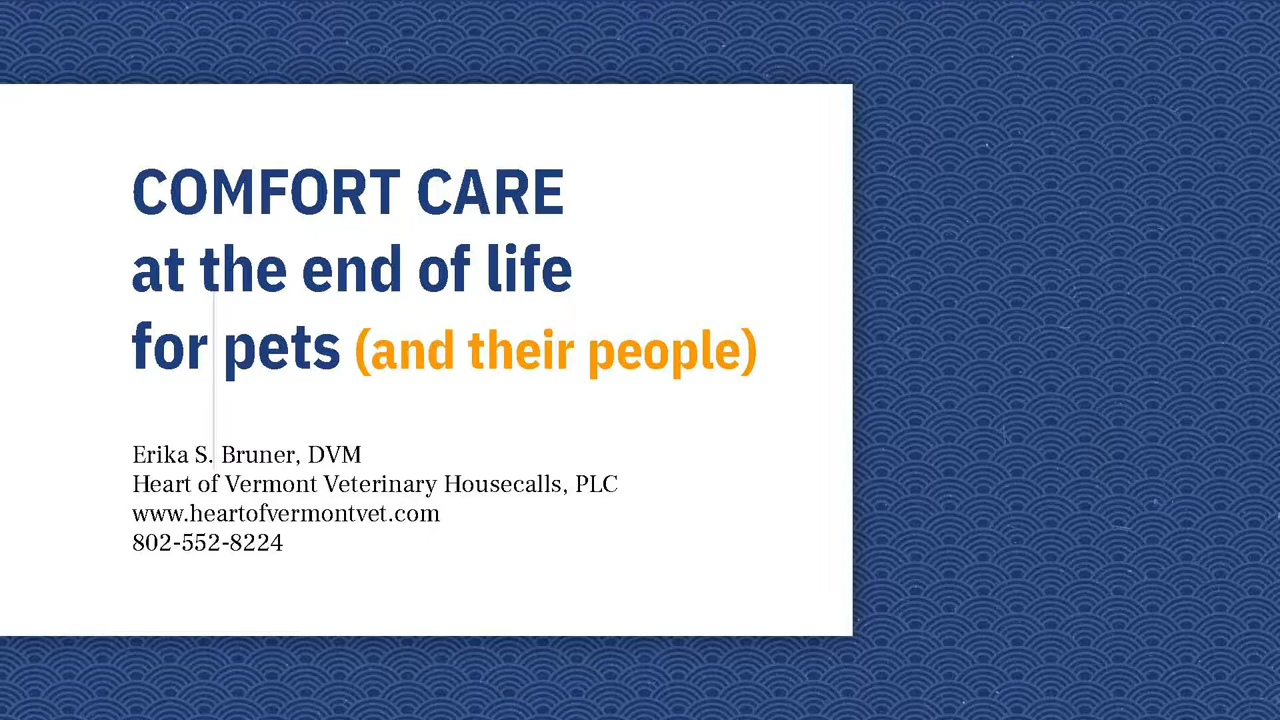 COMFORT CARE
at the end of life
for pets (and their people)
Erika S. Bruner, DVM
Heart of Vermont Veterinary Housecalls, PLC
www.heartofvermontvet.com
802-552-8224